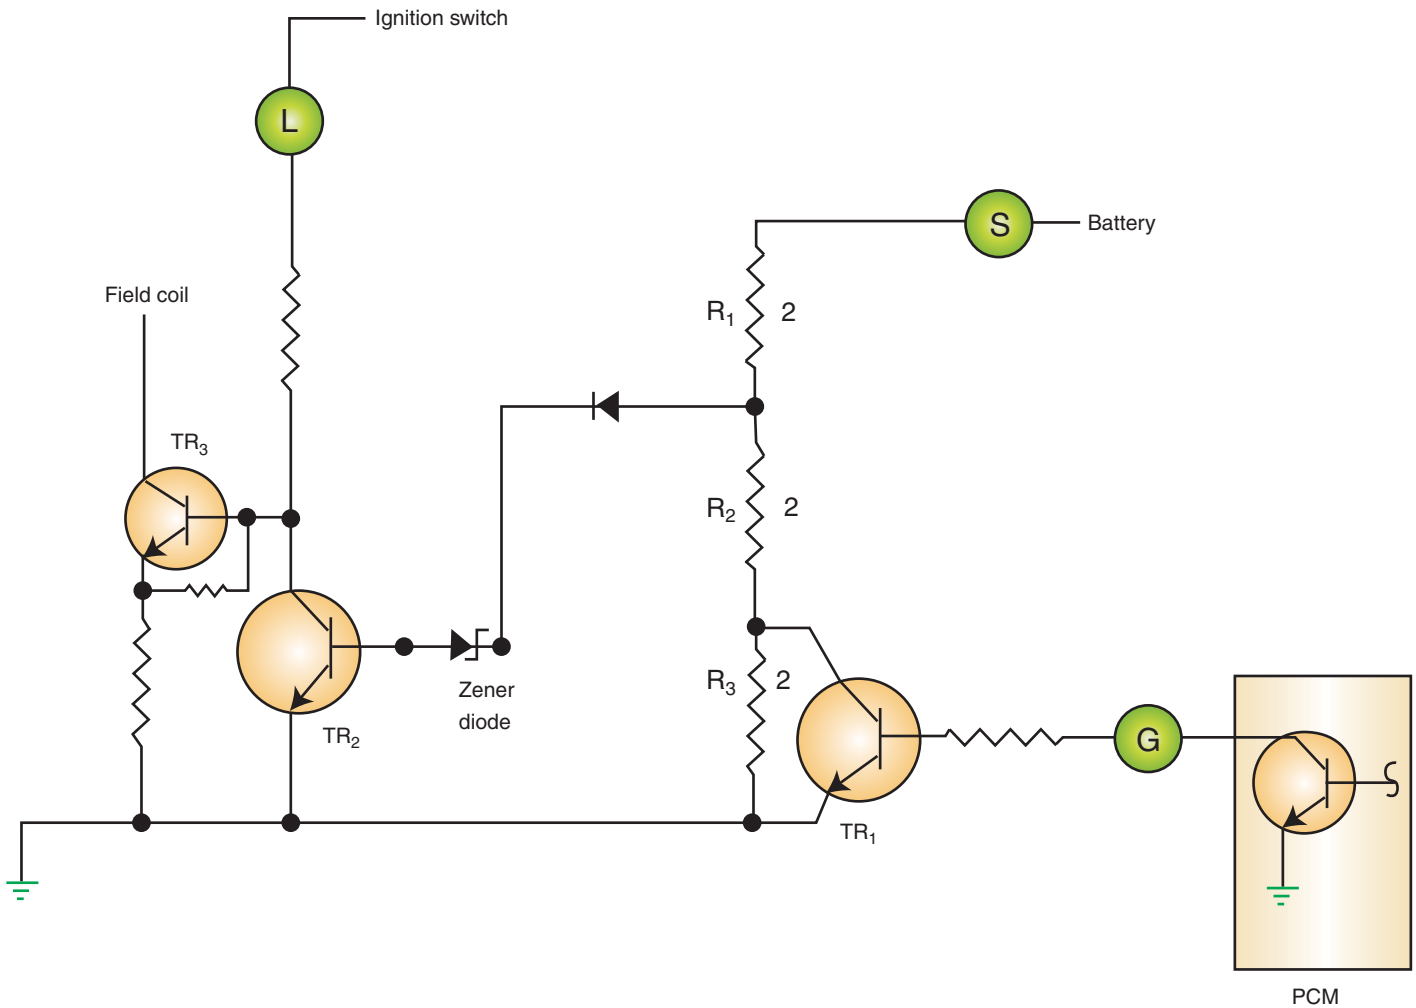 Ignition switch
L
S
Battery
Field coil
R1 2
TR3
R2 2
R3 2
Zener
diode
TR2
G
TR1
PCM